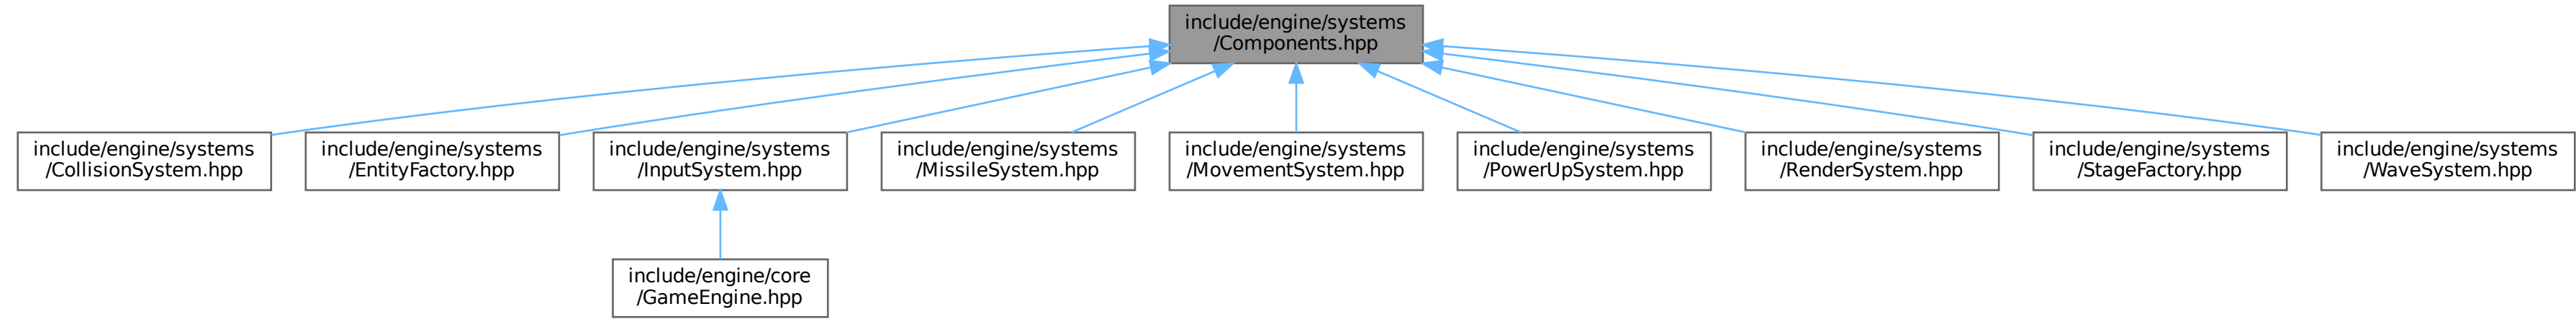 include/engine/systems
/Components.hpp
include/engine/systems
/CollisionSystem.hpp
include/engine/systems
/EntityFactory.hpp
include/engine/systems
/InputSystem.hpp
include/engine/systems
/MissileSystem.hpp
include/engine/systems
/MovementSystem.hpp
include/engine/systems
/PowerUpSystem.hpp
include/engine/systems
/RenderSystem.hpp
include/engine/systems
/StageFactory.hpp
include/engine/systems
/WaveSystem.hpp
include/engine/core
/GameEngine.hpp